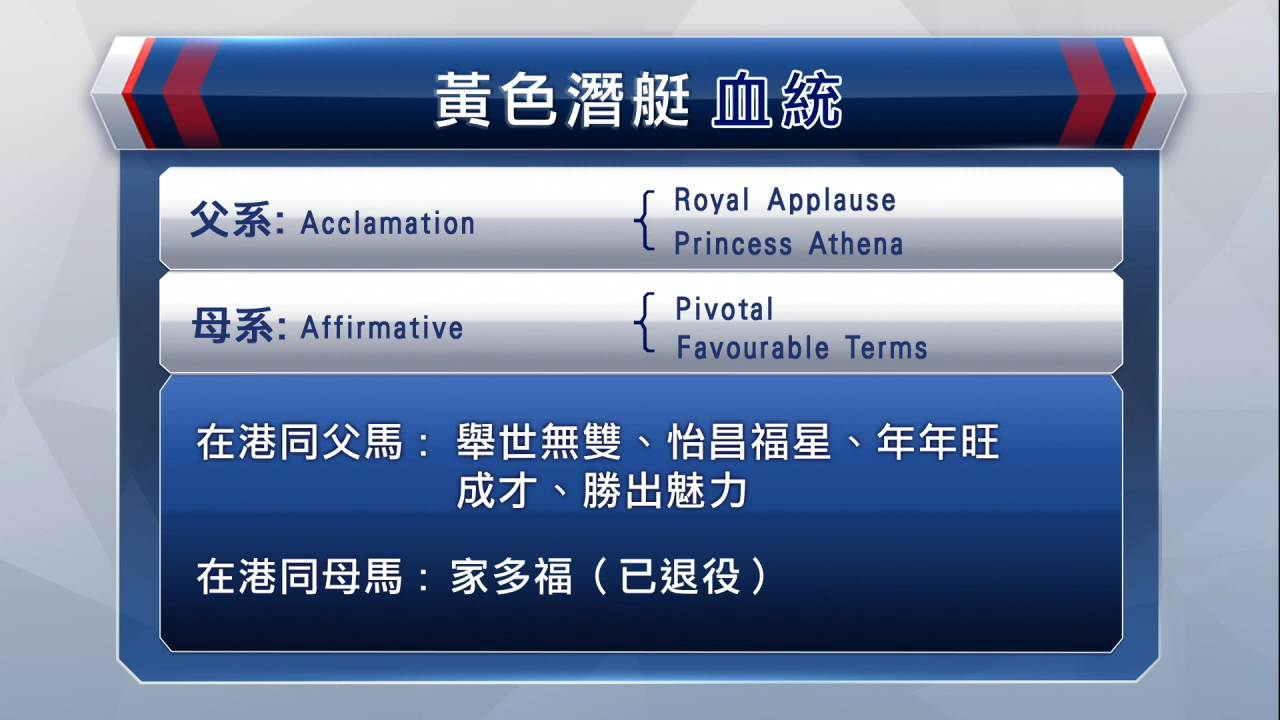 黃色潛艇 血統
父系: Acclamation
Royal Applause
Princess Athena
母系: Affirmative
Pivotal
Favourable Terms
在港同父馬：舉世無雙、怡昌福星、年年旺
成才、勝出魅力
在港同母馬：家多福（已退役）